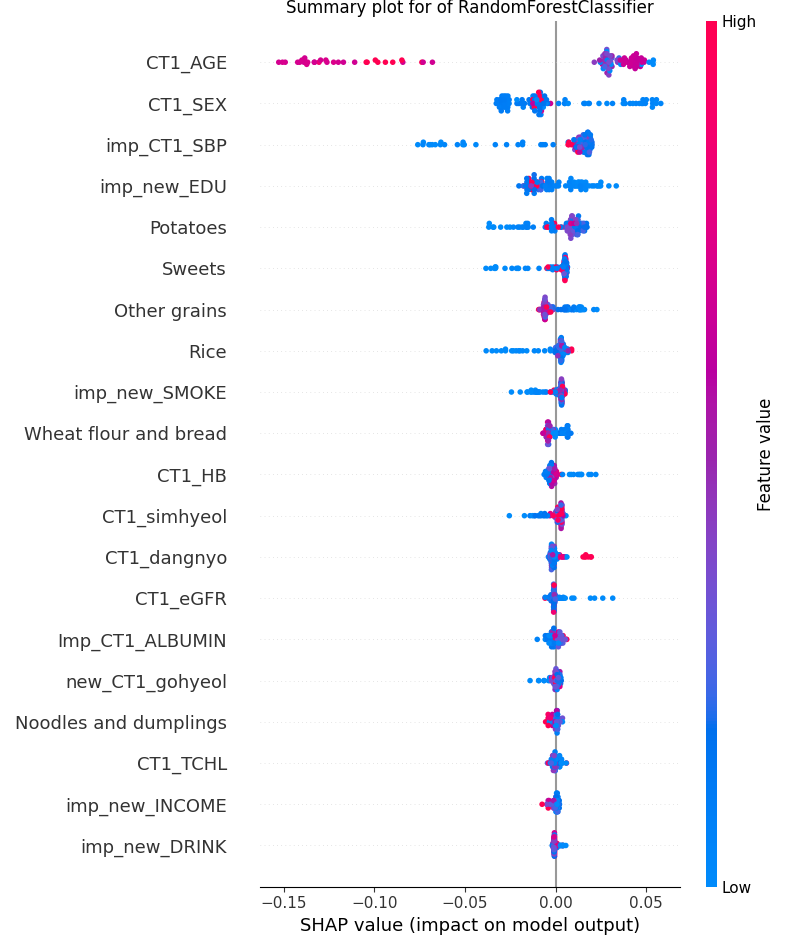 Summary plot for of RandomForestClassifier
High
CT1_AGE
CT1_SEX
imp_CT1_SBP
imp_new_EDU
Potatoes
Sweets
Other grains
Rice
imp_new_SMOKE
Wheat flour and bread
CT1_HB
CT1_simhyeol
CT1_dangnyo
CT1_eGFR
Imp_CT1_ALBUMIN
new_CT1_gohyeol
Noodles and dumplings
CT1_TCHL
imp_new_INCOME
imp_new_DRINK
Feature value
Low
−0.15 −0.10 −0.05 0.00 0.05
SHAP value (impact on model output)